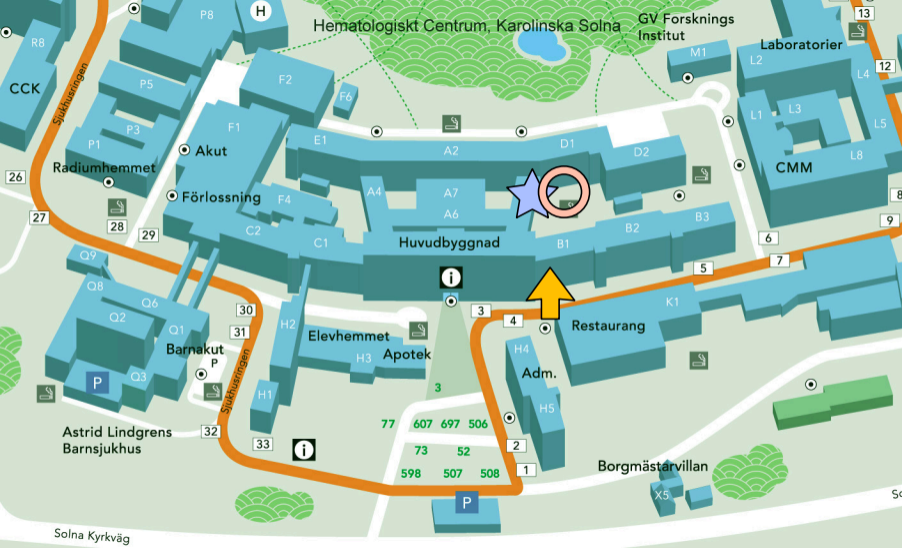 P8
H
Hematologiskt Centrum, Karolinska Solna
GV Forsknings
Institut
13
R8
M1
Laboratorier
L2
L4
12
CCK
Sjukhusringen
P5
F2
F6
L1
L3
L5
P3
P1
F1
E1
A2
D1
D2
Akut
CMM
L8
Radiumhemmet
26
A4
A7
Förlossning
F4
A6
8
27
28
29
C2
C1
Huvudbyggnad
B1
B2
B3
9
6
7
5
Q9
i
Q8
Q6
Q2
Q1
30
31
H2
3
4
K1
Restaurang
Elevhemmet
H3
Apotek
H4
Adm.
Barnakut
P
Q3
P
Sjukhusringen
H1
3
H5
77
607
697
506
32
33
Astrid Lindgrens
Barnsjukhus
i
73
52
2
598
507
508
1
Borgmästarvillan
X5
P
Solna Kyrkväg
So